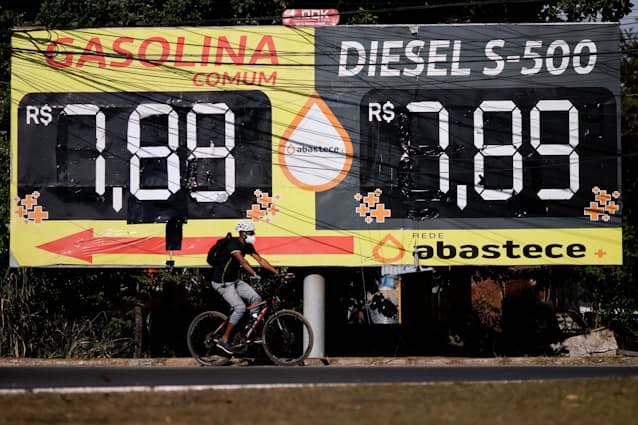 GASOLINA
COMUM
R$ 7,89
DIESEL S-500
R$ 7,89
abastece
REDE
abastece